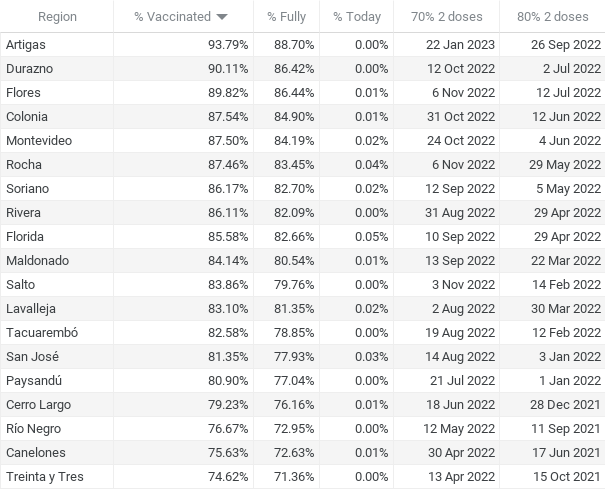 Region % Vaccinated % Fully % Today 70% 2 doses 80% 2 doses
Artigas 93.79% 88.70% 0.00% 22 Jan 2023 26 Sep 2022
Durazno 90.11% 86.42% 0.00% 12 Oct 2022 2 Jul 2022
Flores 89.82% 86.44% 0.01% 6 Nov 2022 12 Jul 2022
Colonia 87.54% 84.90% 0.01% 31 Oct 2022 12 Jun 2022
Montevideo 87.50% 84.19% 0.02% 24 Oct 2022 4 Jun 2022
Rocha 87.46% 83.45% 0.04% 6 Nov 2022 29 May 2022
Soriano 86.17% 82.70% 0.02% 12 Sep 2022 5 May 2022
Rivera 86.11% 82.09% 0.00% 31 Aug 2022 29 Apr 2022
Florida 85.58% 82.66% 0.05% 10 Sep 2022 29 Apr 2022
Maldonado 84.14% 80.54% 0.01% 13 Sep 2022 22 Mar 2022
Salto 83.86% 79.76% 0.00% 3 Nov 2022 14 Feb 2022
Lavalleja 83.10% 81.35% 0.02% 2 Aug 2022 30 Mar 2022
Tacuarembó 82.58% 78.85% 0.00% 19 Aug 2022 12 Feb 2022
San José 81.35% 77.93% 0.03% 14 Aug 2022 3 Jan 2022
Paysandú 80.90% 77.04% 0.00% 21 Jul 2022 1 Jan 2022
Cerro Largo 79.23% 76.16% 0.01% 18 Jun 2022 28 Dec 2021
Río Negro 76.67% 72.95% 0.00% 12 May 2022 11 Sep 2021
Canelones 75.63% 72.63% 0.01% 30 Apr 2022 17 Jun 2021
Treinta y Tres 74.62% 71.36% 0.00% 13 Apr 2022 15 Oct 2021